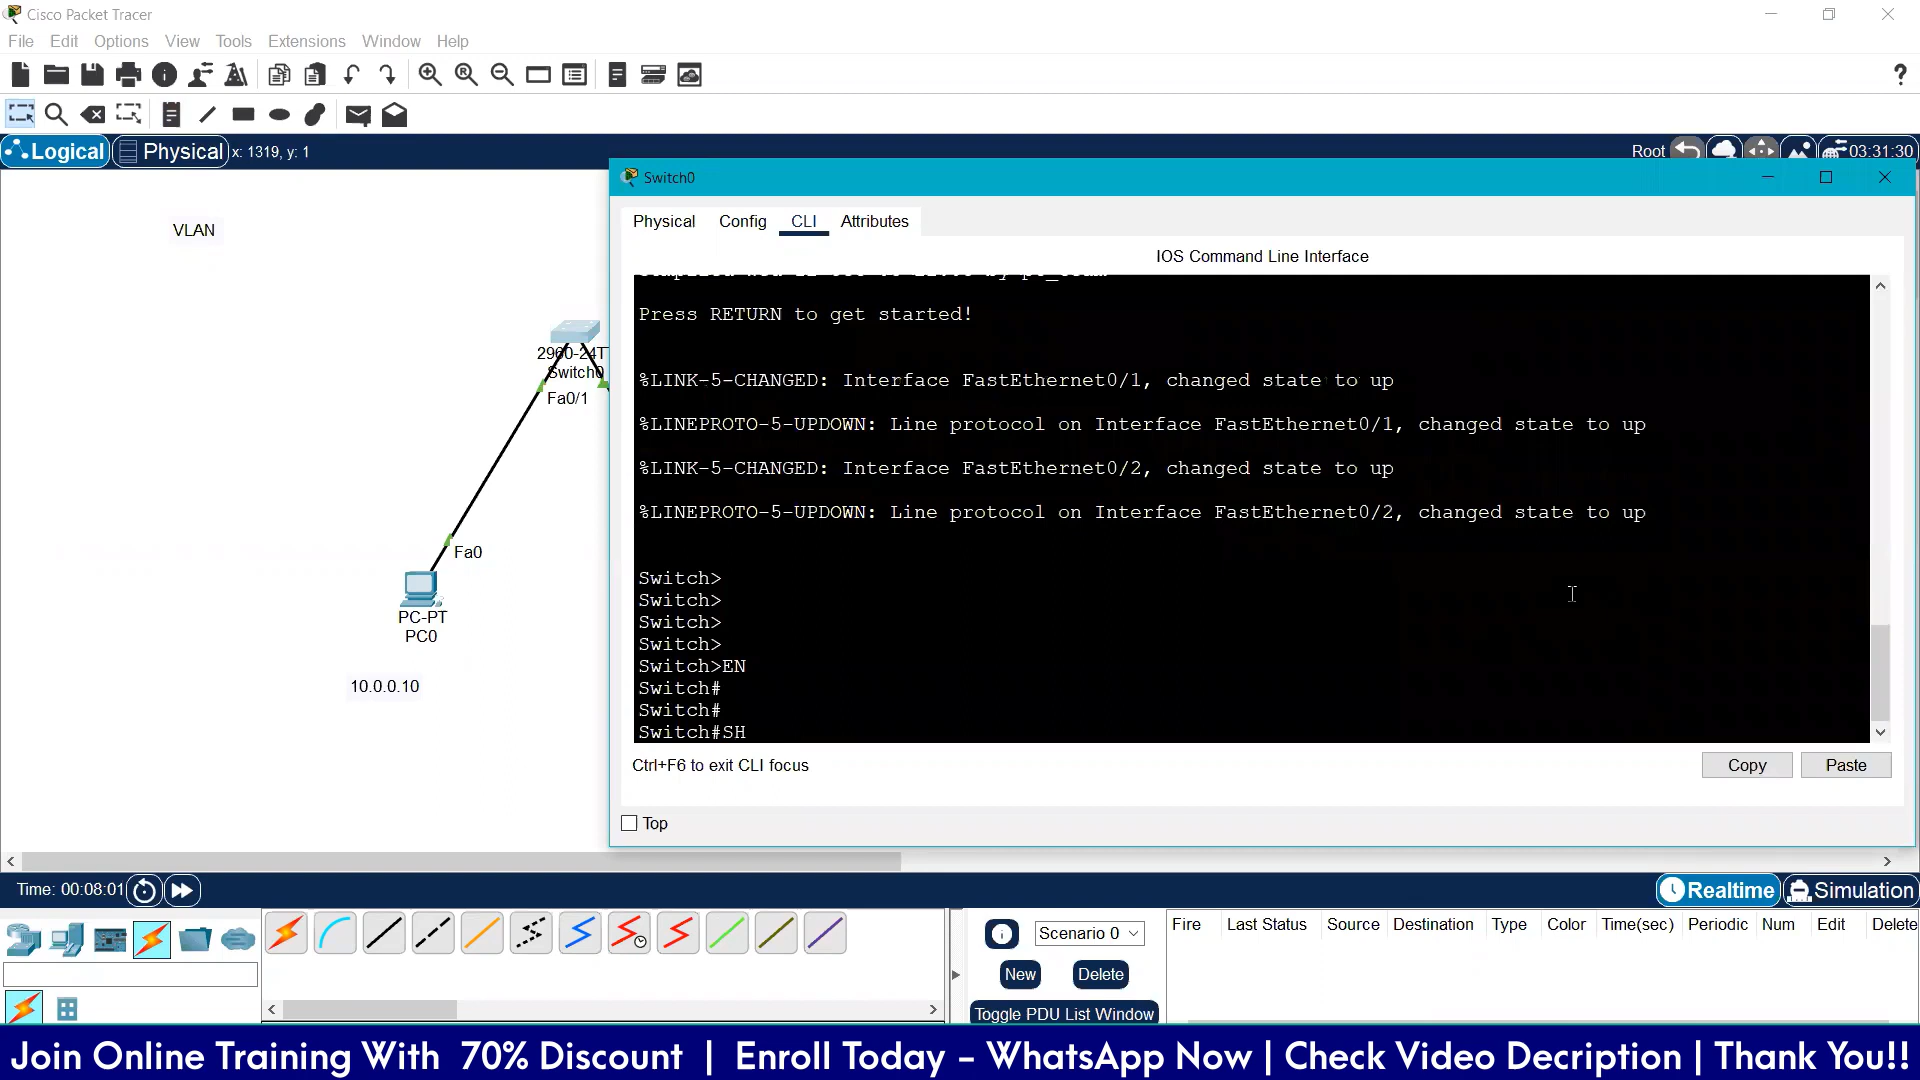 Cisco Packet Tracer
File Edit Options View Tools Extensions Window Help
?
Logical Physical x: 1319, y: 1 Root 03:31:30
VLAN
2960-24T
Switch0
Fa0/1
Fa0
PC-PT
PC0
10.0.0.10
Switch0
Physical Config CLI Attributes
IOS Command Line Interface
Press RETURN to get started!
%LINK-5-CHANGED: Interface FastEthernet0/1, changed state to up
%LINEPROTO-5-UPDOWN: Line protocol on Interface FastEthernet0/1, changed state to up
%LINK-5-CHANGED: Interface FastEthernet0/2, changed state to up
%LINEPROTO-5-UPDOWN: Line protocol on Interface FastEthernet0/2, changed state to up
Switch>
Switch>
Switch>
Switch>
Switch>EN
Switch#
Switch#
Switch#SH
Ctrl+F6 to exit CLI focus
Copy Paste
Top
Time: 00:08:01 Realtime Simulation
Scenario 0
New Delete
Toggle PDU List Window
Fire Last Status Source Destination Type Color Time(sec) Periodic Num Edit Delete
Join Online Training With 70% Discount | Enroll Today - WhatsApp Now | Check Video Decription | Thank You!!